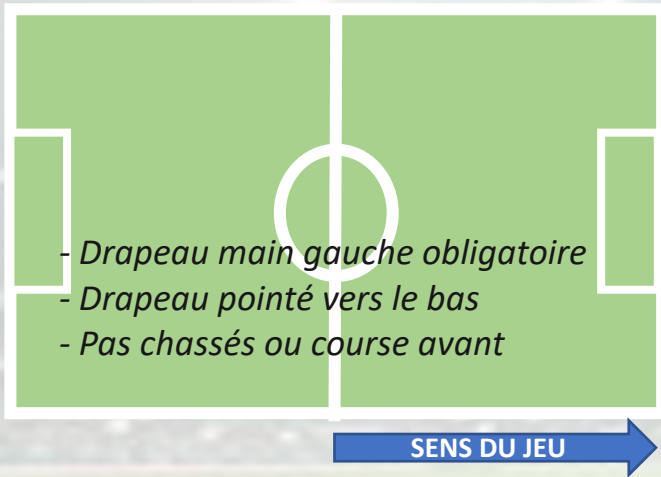 - Drapeau main gauche obligatoire
- Drapeau pointé vers le bas
- Pas chassés ou course avant
SENS DU JEU